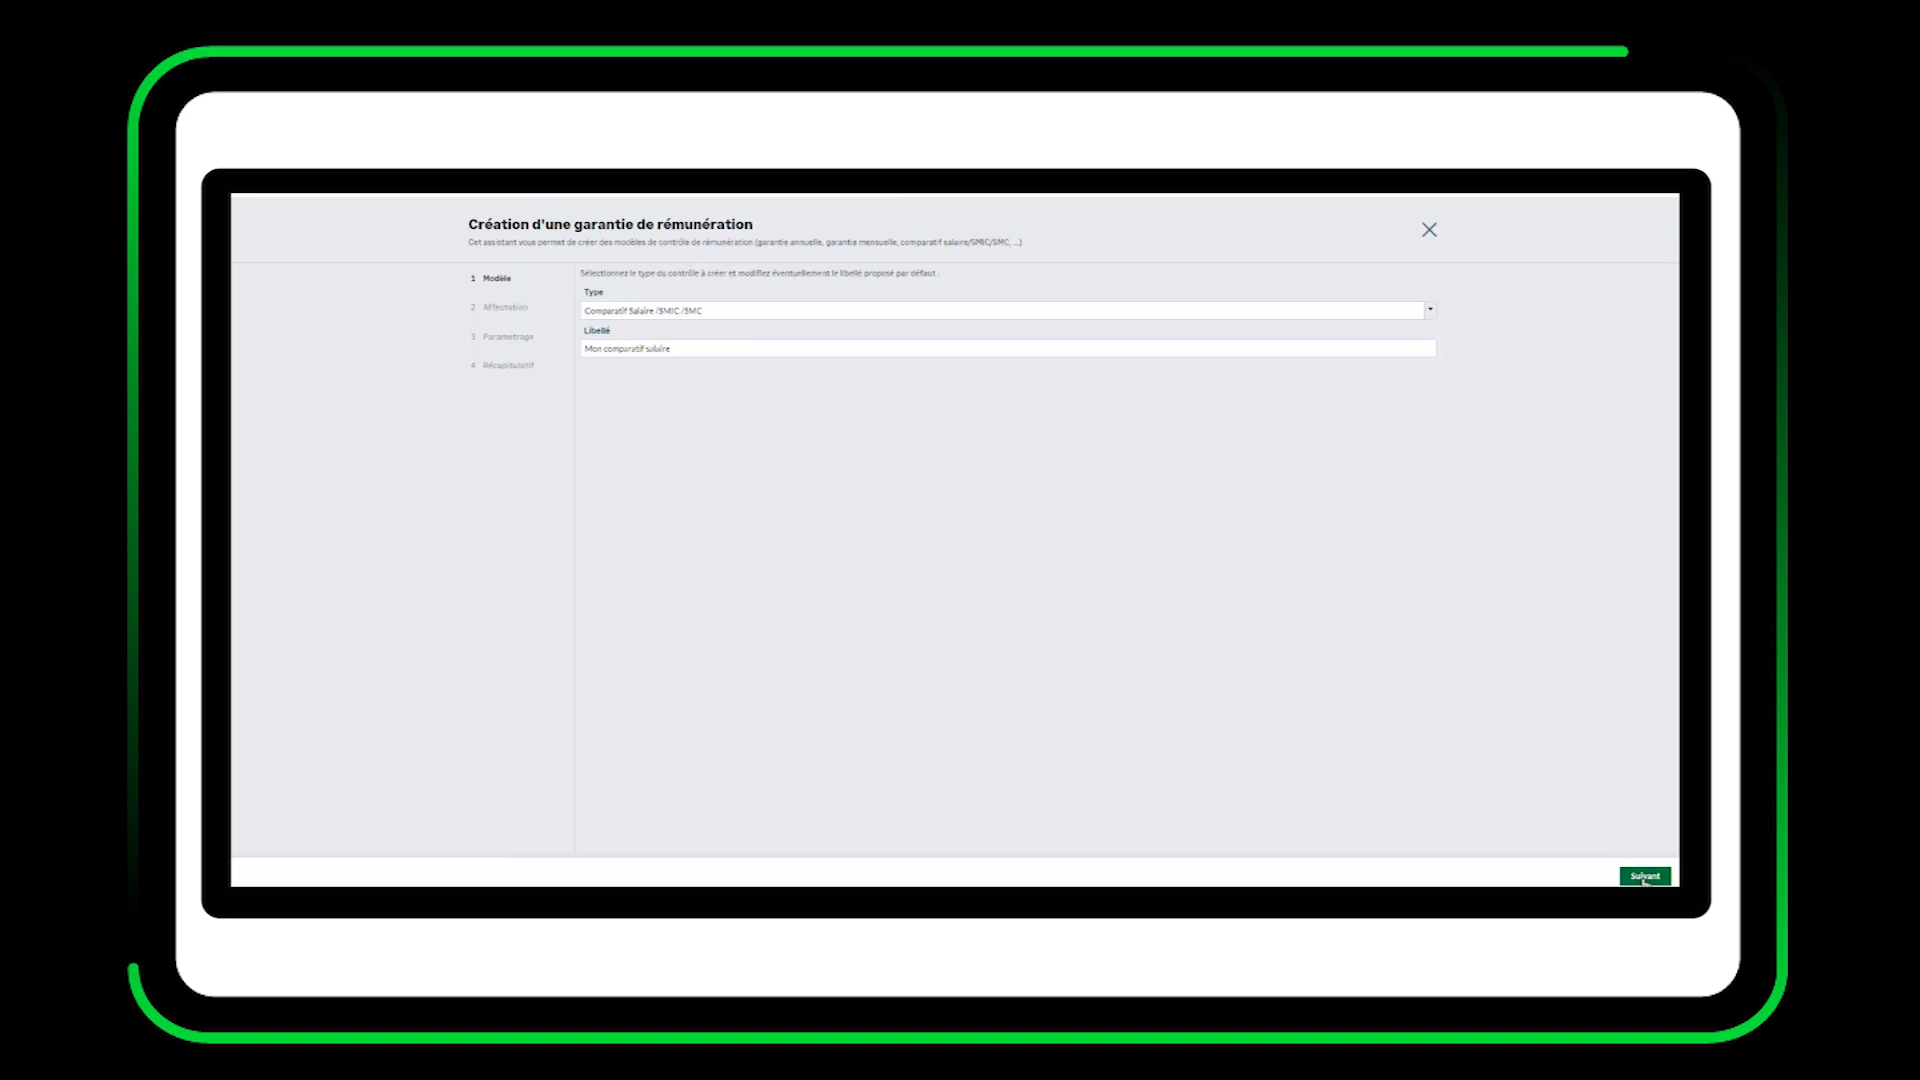 Création d'une garantie de rémunération
Cet assistant vous permet de créer des modèles de contrôle de rémunération (garantie annuelle, garantie mensuelle, comparatif salaire/SMIC/SMC, ...)
1 Modèle
2 Affectation
3 Parametrage
4 Récapitulatif
Sélectionnez le type du contrôle à créer et modifiez éventuellement le libellé proposé par défaut :
Type
Comparatif Salaire /SMIC /SMC
Libellé
Mon comparatif salaire
Suivant